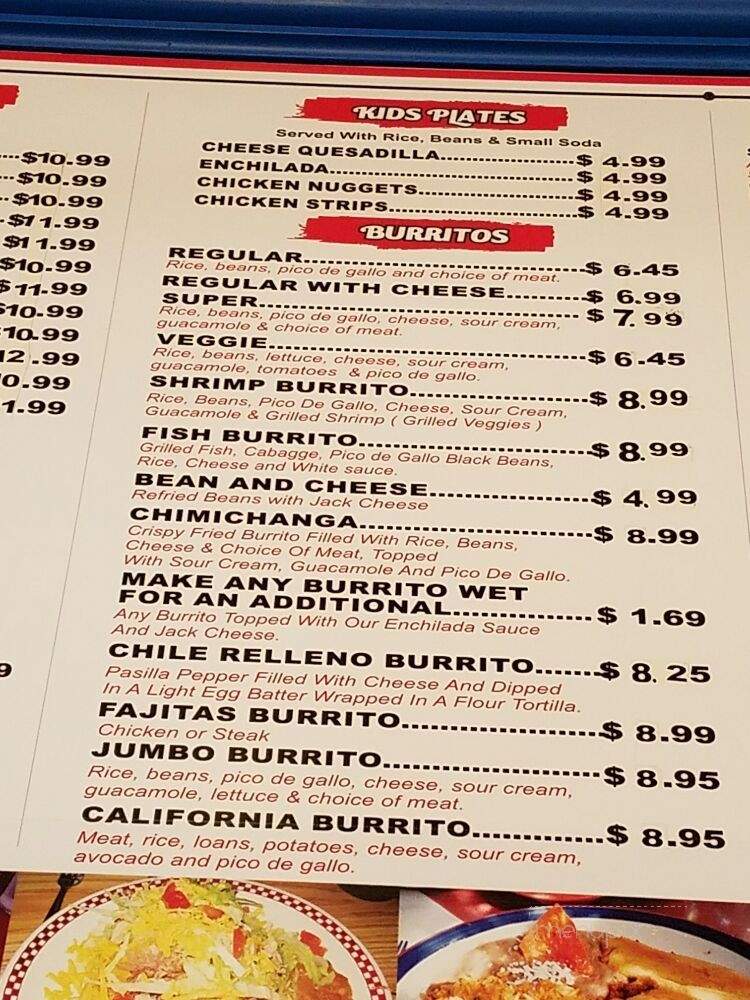 $10.99
$10.99
$10.99
$11.99
$11.99
$10.99
$11.99
$10.99
10.99
12.99
0.99
1.99
9
KIDS PLATES
Served With Rice, Beans & Small Soda
CHEESE QUESADILLA....................$ 4.99
ENCHILADA....................$ 4.99
CHICKEN NUGGETS....................$ 4.99
CHICKEN STRIPS....................$ 4.99
BURRITOS
REGULAR....................$ 6.45
Rice, beans, pico de gallo and choice of meat.
REGULAR WITH CHEESE..........$ 6.99
SUPER....................$ 7.99
Rice, beans, pico de gallo, cheese, sour cream,
guacamole & choice of meat.
VEGGIE....................$ 6.45
Rice, beans, lettuce, cheese, sour cream,
guacamole, tomatoes & pico de gallo.
SHRIMP BURRITO....................$ 8.99
Rice, Beans, Pico De Gallo, Cheese, Sour Cream,
Guacamole & Grilled Shrimp ( Grilled Veggies )
FISH BURRITO....................$ 8.99
Grilled Fish, Cabagge, Pico de Gallo Black Beans,
Rice, Cheese and White sauce.
BEAN AND CHEESE....................$ 4.99
Refried Beans with Jack Cheese
CHIMICHANGA....................$ 8.99
Crispy Fried Burrito Filled With Rice, Beans,
Cheese & Choice Of Meat, Topped
With Sour Cream, Guacamole And Pico De Gallo.
MAKE ANY BURRITO WET
FOR AN ADDITIONAL....................$ 1.69
Any Burrito Topped With Our Enchilada Sauce
And Jack Cheese.
CHILE RELLENO BURRITO.......$ 8.25
Pasilla Pepper Filled With Cheese And Dipped
In A Light Egg Batter Wrapped In A Flour Tortilla.
FAJITAS BURRITO....................$ 8.99
Chicken or Steak
JUMBO BURRITO....................$ 8.95
Rice, beans, pico de gallo, cheese, sour cream,
guacamole, lettuce & choice of meat.
CALIFORNIA BURRITO.............$ 8.95
Meat, rice, loans, potatoes, cheese, sour cream,
avocado and pico de gallo.